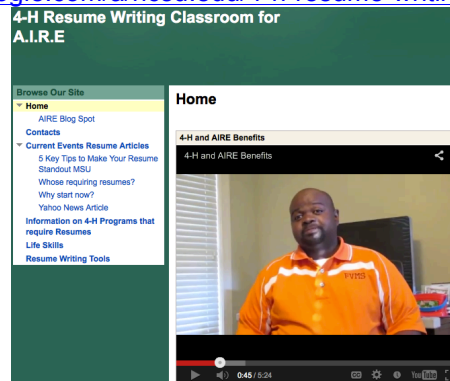 4-H Resume Writing Classroom for
A.I.R.E
Browse Our Site
Home
AIRE Blog Spot
Contacts
Current Events Resume Articles
5 Key Tips to Make Your Resume
Standout MSU
Whose requiring resumes?
Why start now?
Yahoo News Article
Information on 4-H Programs that
require Resumes
Life Skills
Resume Writing Tools
Home
4-H and AIRE Benefits
4-H and AIRE Benefits
0:45 / 5:24
CC
YouTube